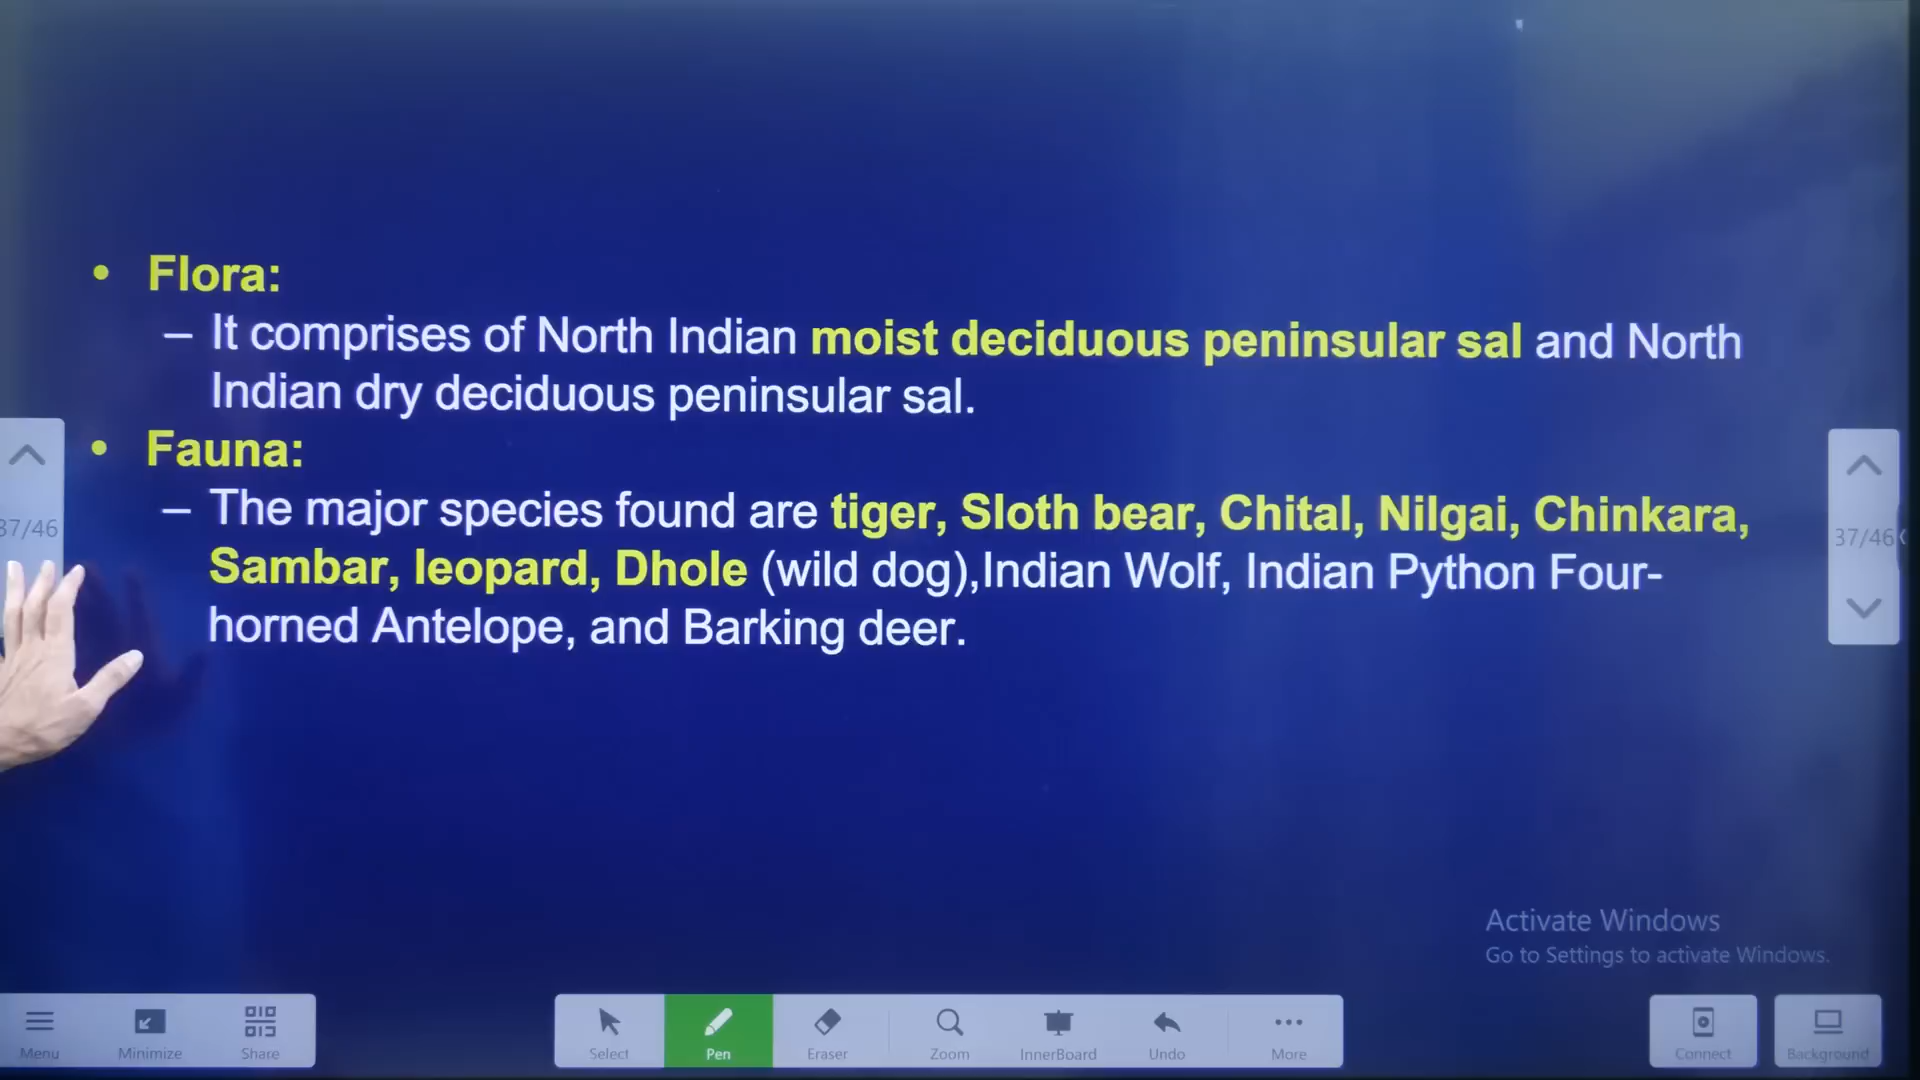 • Flora:
– It comprises of North Indian moist deciduous peninsular sal and North
Indian dry deciduous peninsular sal.
• Fauna:
– The major species found are tiger, Sloth bear, Chital, Nilgai, Chinkara,
Sambar, leopard, Dhole (wild dog),Indian Wolf, Indian Python Four-
horned Antelope, and Barking deer.
37/46
37/46
Activate Windows
Go to Settings to activate Windows.
Menu Minimize Share Select Pen Eraser Zoom InnerBoard Undo More Connect Background